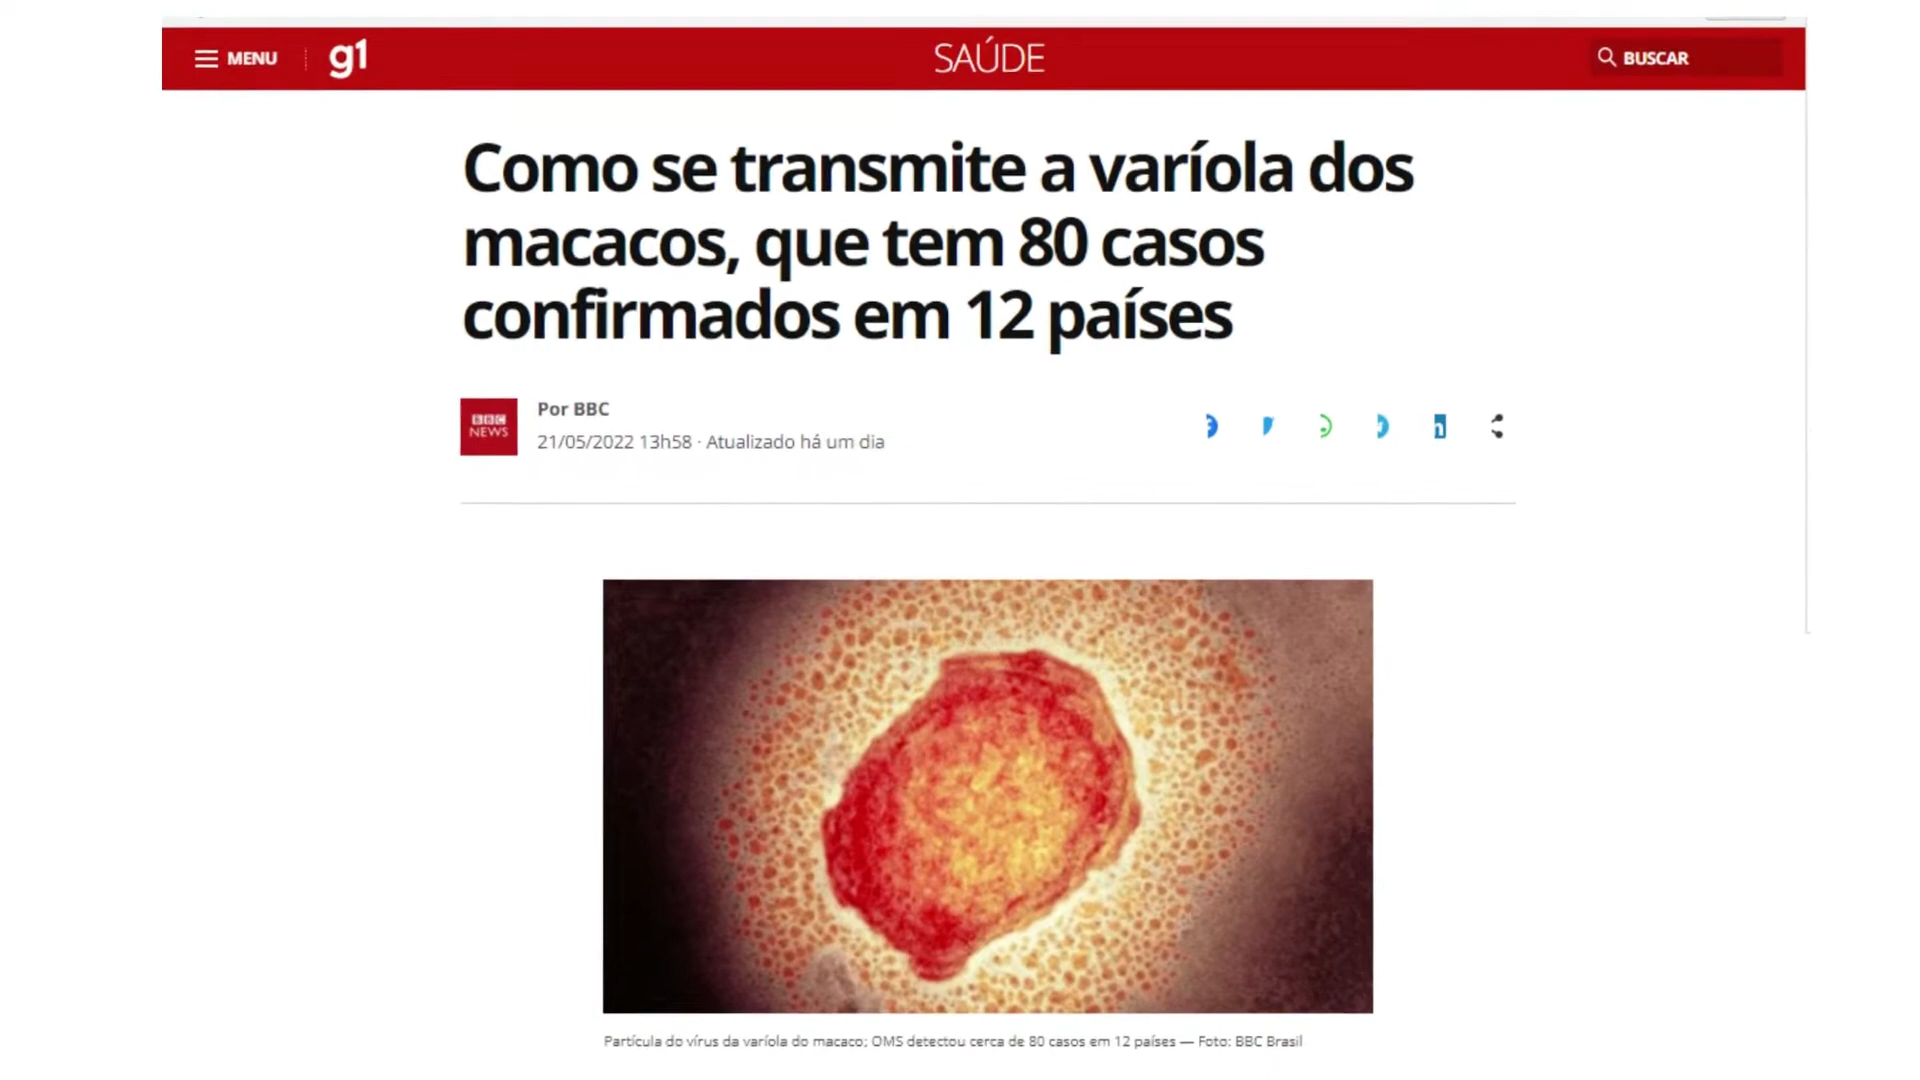 MENU g1 SAÚDE BUSCAR
Como se transmite a varíola dos
macacos, que tem 80 casos
confirmados em 12 países
BBC
NEWS
Por BBC
21/05/2022 13h58 · Atualizado há um dia
Partícula do vírus da varíola do macaco; OMS detectou cerca de 80 casos em 12 países — Foto: BBC Brasil